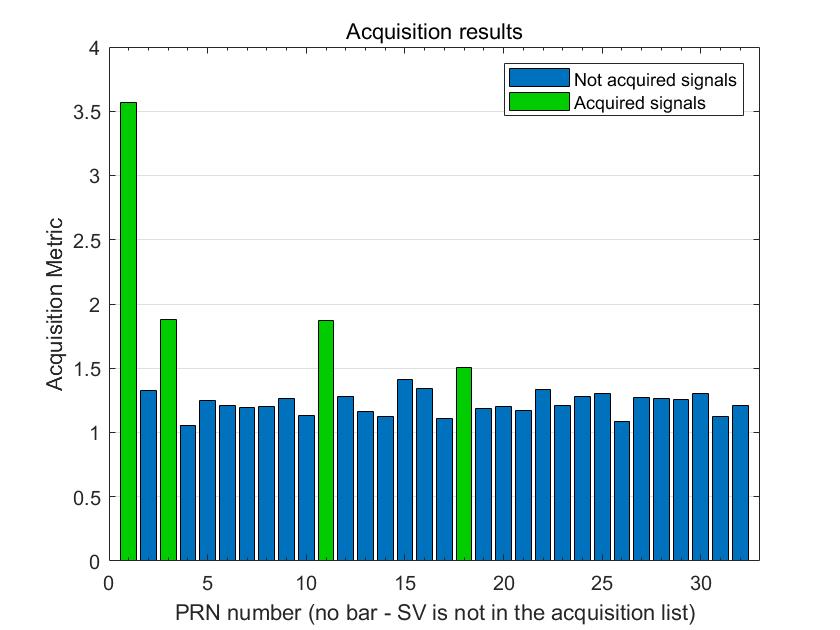 Acquisition results
4
3.5
3
2.5
2
1.5
1
0.5
0
Acquisition Metric
Not acquired signals
Acquired signals
0 5 10 15 20 25 30
PRN number (no bar - SV is not in the acquisition list)